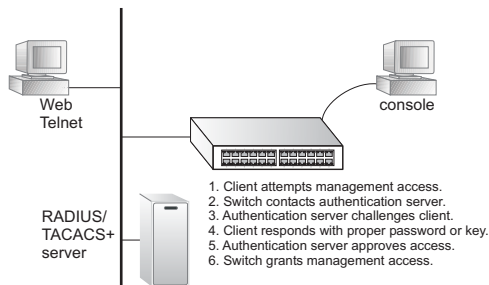 Web
Telnet
console
RADIUS/
TACACS+
server
1. Client attempts management access.
2. Switch contacts authentication server.
3. Authentication server challenges client.
4. Client responds with proper password or key.
5. Authentication server approves access.
6. Switch grants management access.